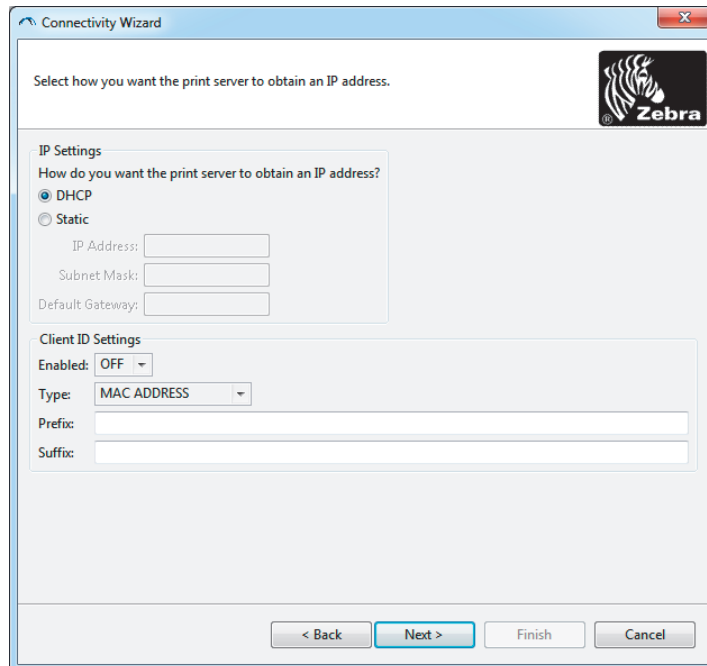 Connectivity Wizard
Select how you want the print server to obtain an IP address.
® Zebra
IP Settings
How do you want the print server to obtain an IP address?
DHCP
Static
IP Address:
Subnet Mask:
Default Gateway:
Client ID Settings
Enabled: OFF
Type: MAC ADDRESS
Prefix:
Suffix:
< Back Next > Finish Cancel